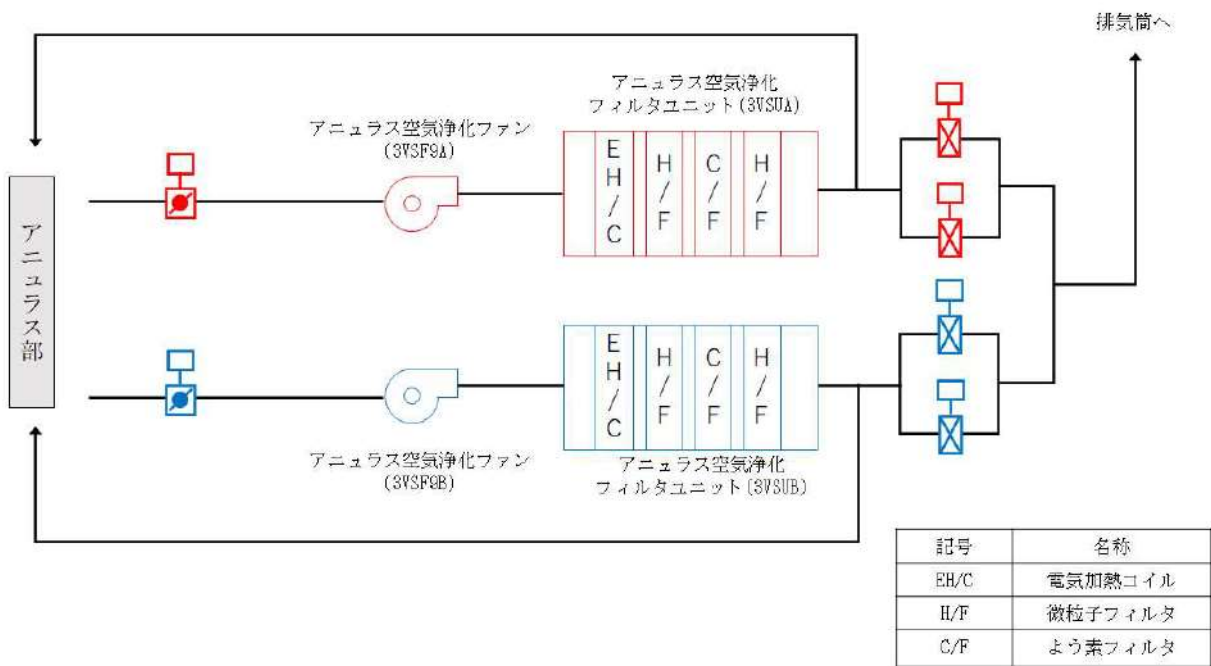 排気筒へ
アニュラス空気浄化
フィルタユニット(3VSUA)
アニュラス空気浄化ファン
(3VSF9A)
EH/C
H/F
C/F
H/F
アニュラス部
EH/C
H/F
C/F
H/F
アニュラス空気浄化ファン
(3VSF9B)
アニュラス空気浄化
フィルタユニット(3VSUB)
記号 名称
EH/C 電気加熱コイル
H/F 微粒子フィルタ
C/F よう素フィルタ